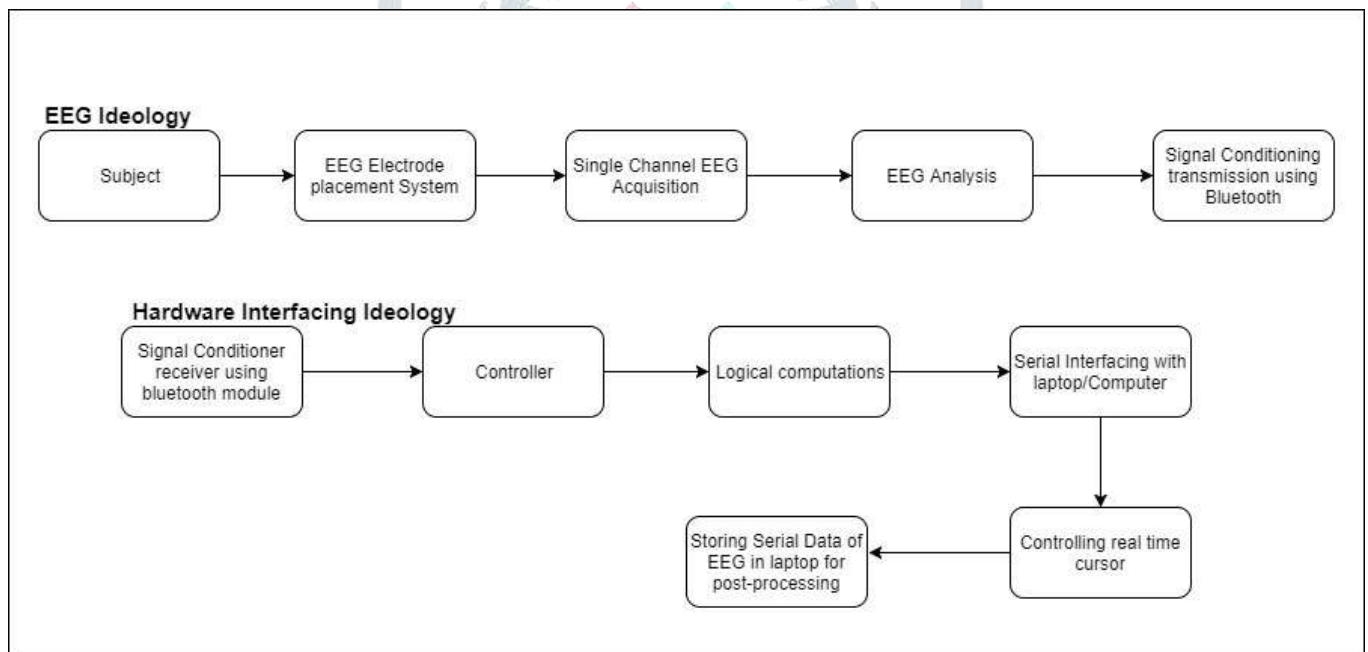 EEG Ideology
Subject
EEG Electrode
placement System
Single Channel EEG
Acquisition
EEG Analysis
Signal Conditioning
transmission using
Bluetooth
Hardware Interfacing Ideology
Signal Conditioner
receiver using
bluetooth module
Controller
Logical computations
Serial Interfacing with
laptop/Computer
Controlling real time
cursor
Storing Serial Data of
EEG in laptop for
post-processing